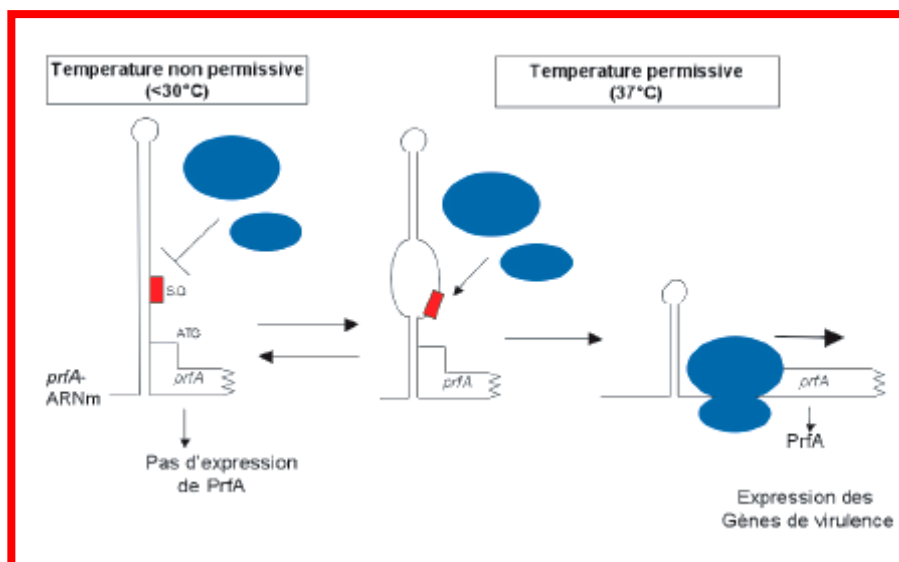 Temperature non permissive
(<30°C)
Temperature permissive
(37°C)
S.D.
ATG
prfA
prfA-
ARNm
Pas d'expression
de PrfA
prfA
prfA
PrfA
Expression des
Gènes de virulence